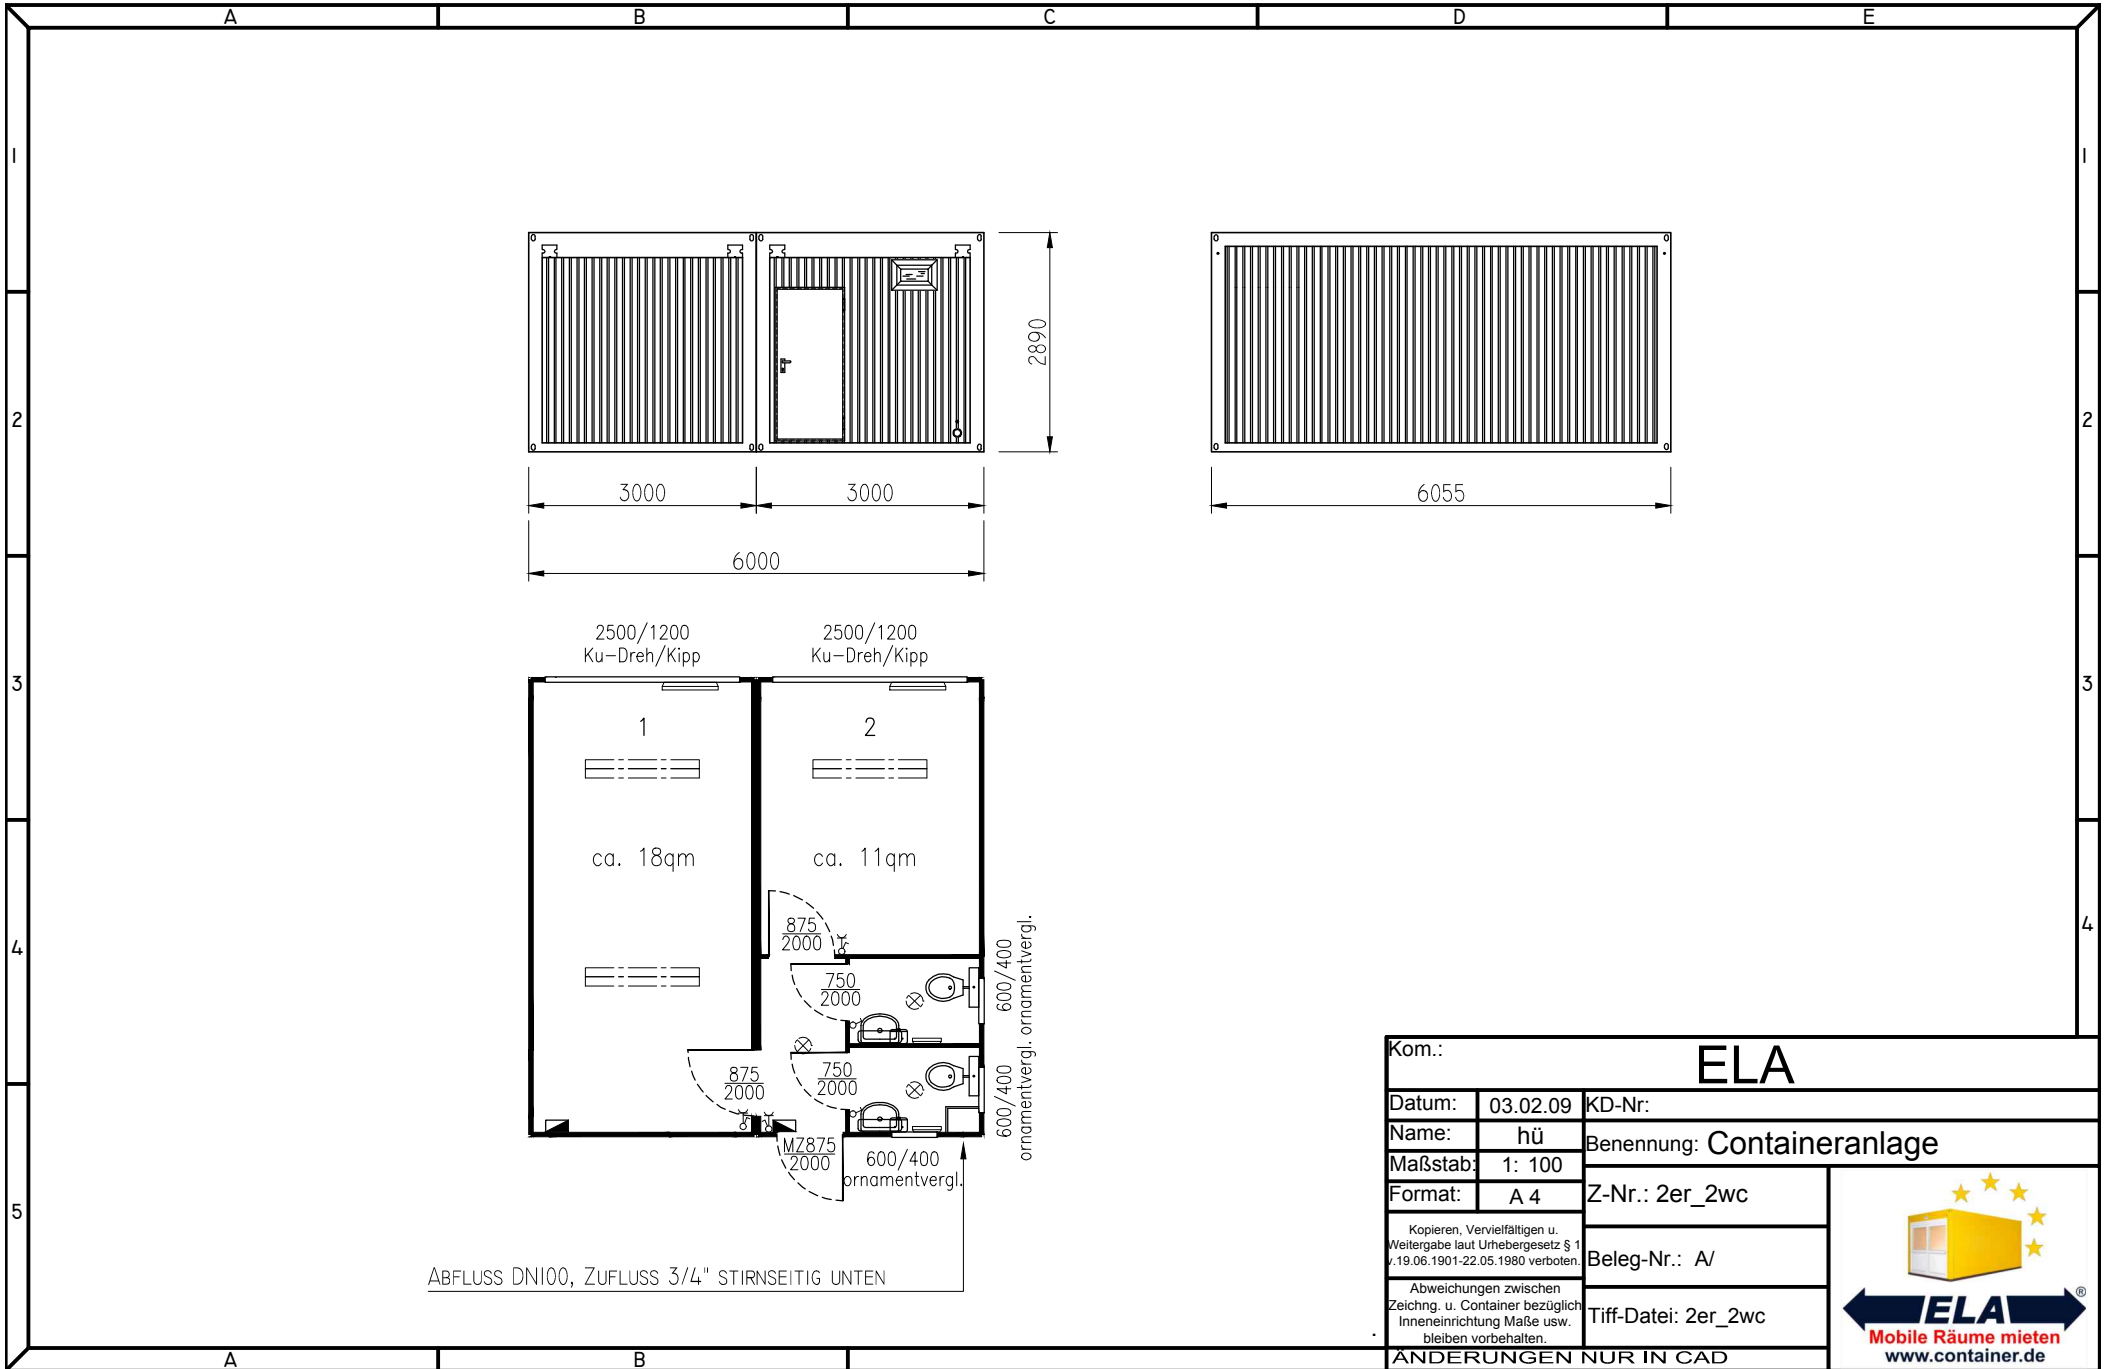 A B C D E
1 1
2890
2 2
3000 3000
6055
6000
2500/1200 2500/1200
Ku-Dreh/Kipp Ku-Dreh/Kipp
3 3
1 2
ca. 18qm ca. 11qm
4 4
875
2000
750
2000
600/400
ornamentvergl.
875
2000
750
2000
600/400
ornamentvergl.
MZ875
2000
600/400
ornamentvergl.
5
ABFLUSS DN100, ZUFLUSS 3/4" STIRNSEITIG UNTEN
Kom.: ELA
Datum: 03.02.09 KD-Nr:
Name: hü Benennung: Containeranlage
Maßstab: 1: 100
Format: A 4 Z-Nr.: 2er_2wc
Kopieren, Vervielfältigen u.
Weitergabe laut Urhebergesetz § 1
v.19.06.1901-22.05.1980 verboten.
Beleg-Nr.: A/
Abweichungen zwischen
Zeichng. u. Container bezüglich
Inneneinrichtung Maße usw.
bleiben vorbehalten.
Tiff-Datei: 2er_2wc
ÄNDERUNGEN NUR IN CAD
ELA®
Mobile Räume mieten
www.container.de
A B